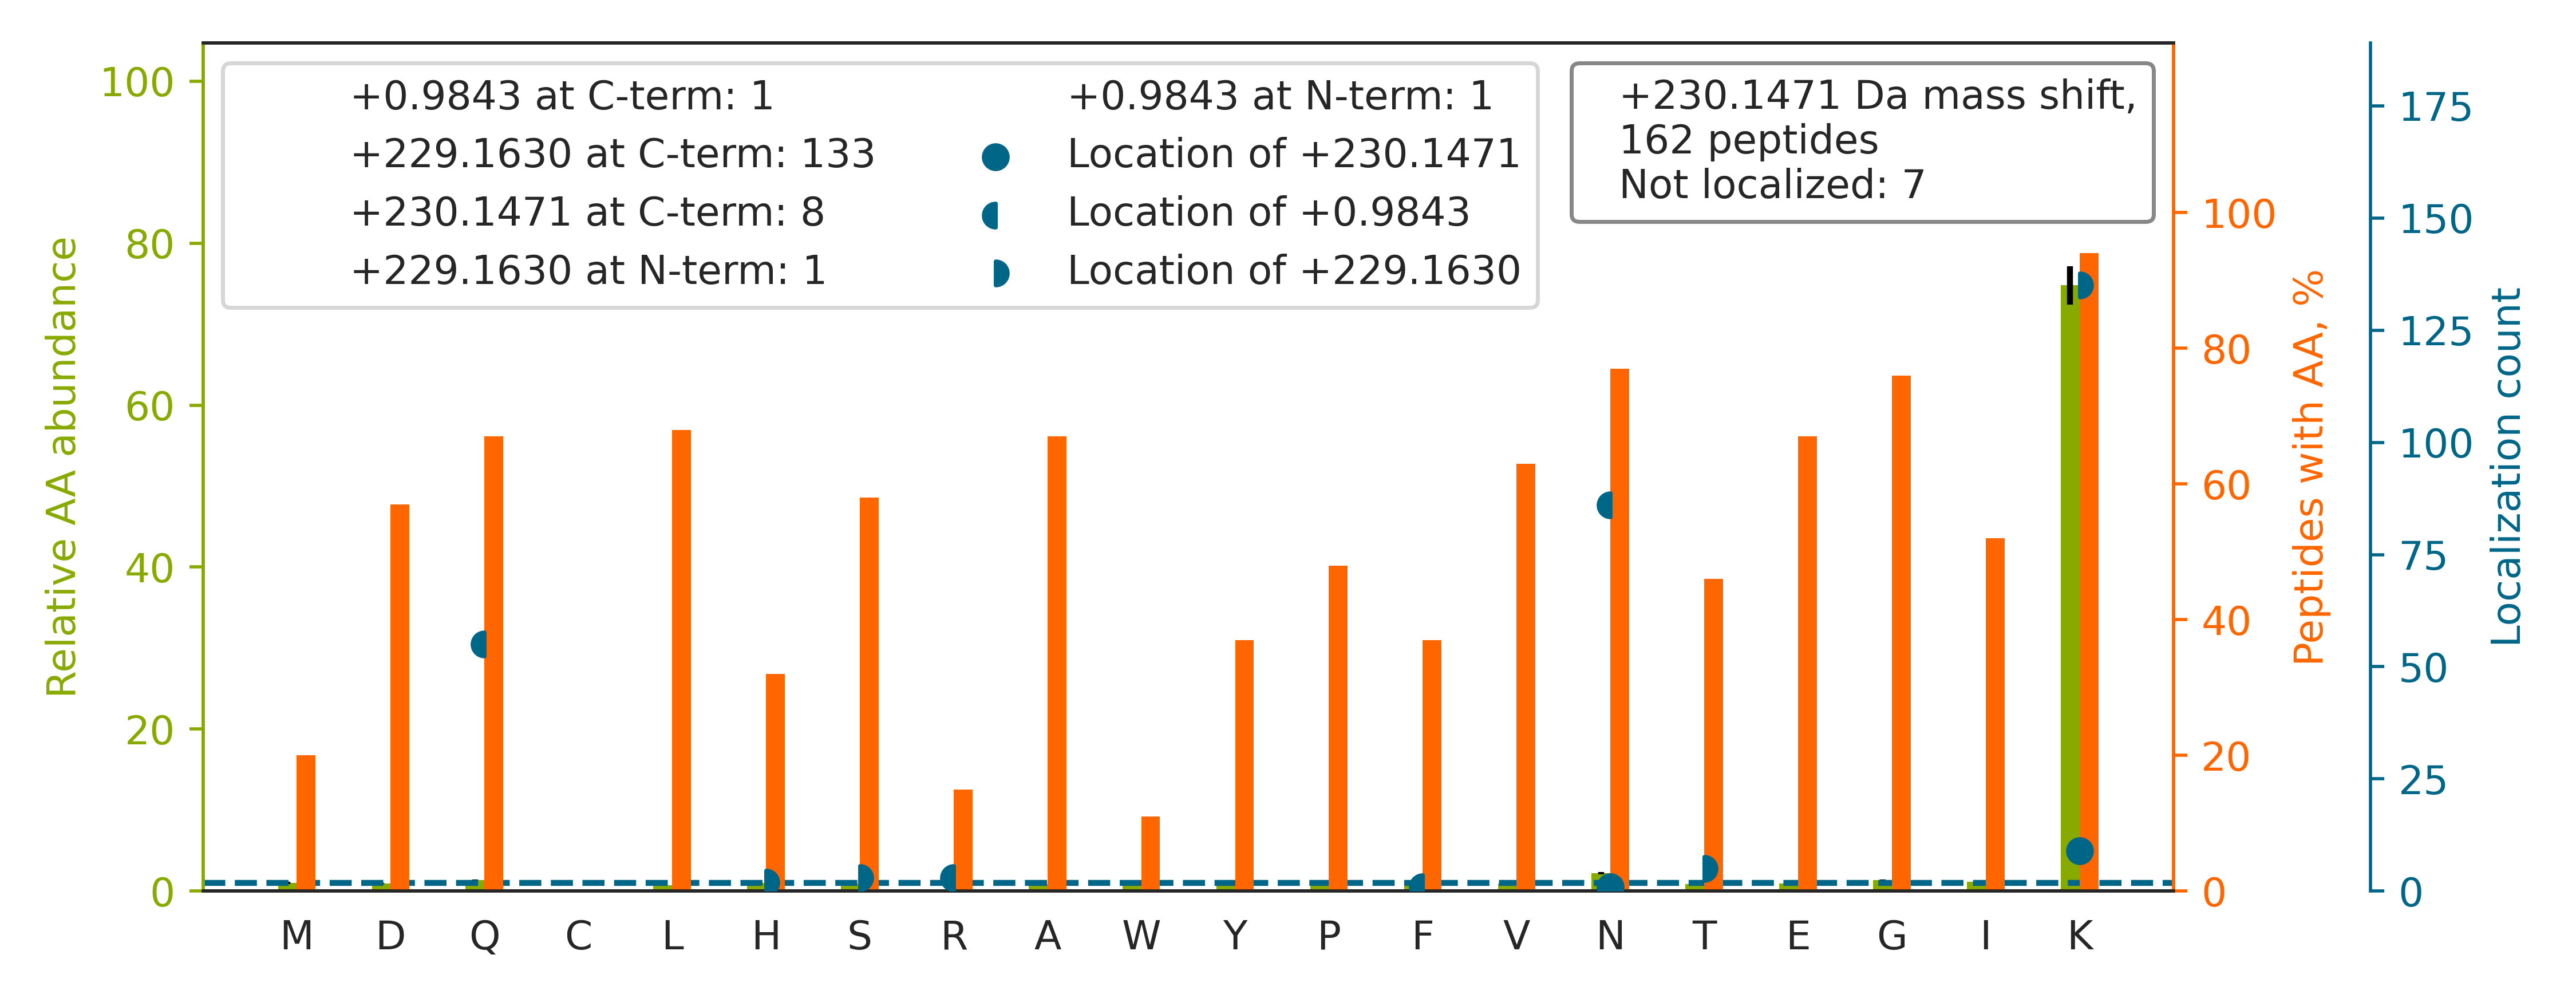 +0.9843 at C-term: 1
+229.1630 at C-term: 133
+230.1471 at C-term: 8
+229.1630 at N-term: 1
+0.9843 at N-term: 1
Location of +230.1471
Location of +0.9843
Location of +229.1630
+230.1471 Da mass shift,
162 peptides
Not localized: 7
Relative AA abundance
100
80
60
40
20
0
M D Q C L H S R A W Y P F V N T E G I K
100
80
60
40
20
0
Peptides with AA, %
175
150
125
100
75
50
25
0
Localization count